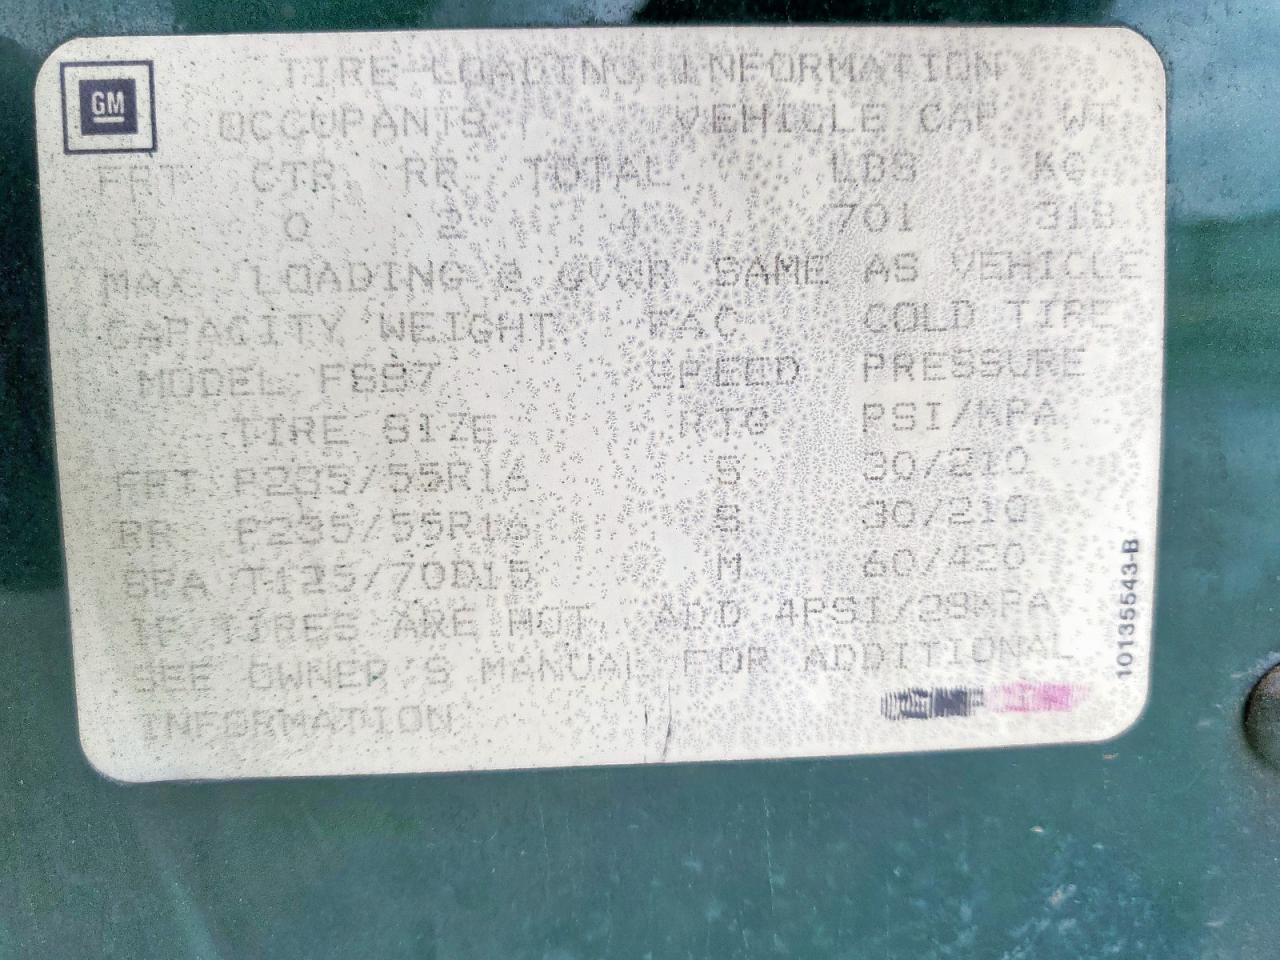 GM
TIRE-LOADING INFORMATION
OCCUPANTS VEHICLE CAP WT
FRT CTR RR TOTAL LBS KG
2 0 2 4 701 318
MAX LOADING & GVWR SAME AS VEHICLE
CAPACITY WEIGHT FAC COLD TIRE
MODEL FS87 SPEED PRESSURE
TIRE SIZE RTG PSI/KPA
FRT P235/55R16 S 30/210
RR P235/55R16 S 30/210
SPA T125/70D15 M 60/420
IF TIRES ARE HOT, ADD 4PSI/28KPA
SEE OWNER'S MANUAL FOR ADDITIONAL
INFORMATION
10135543-B